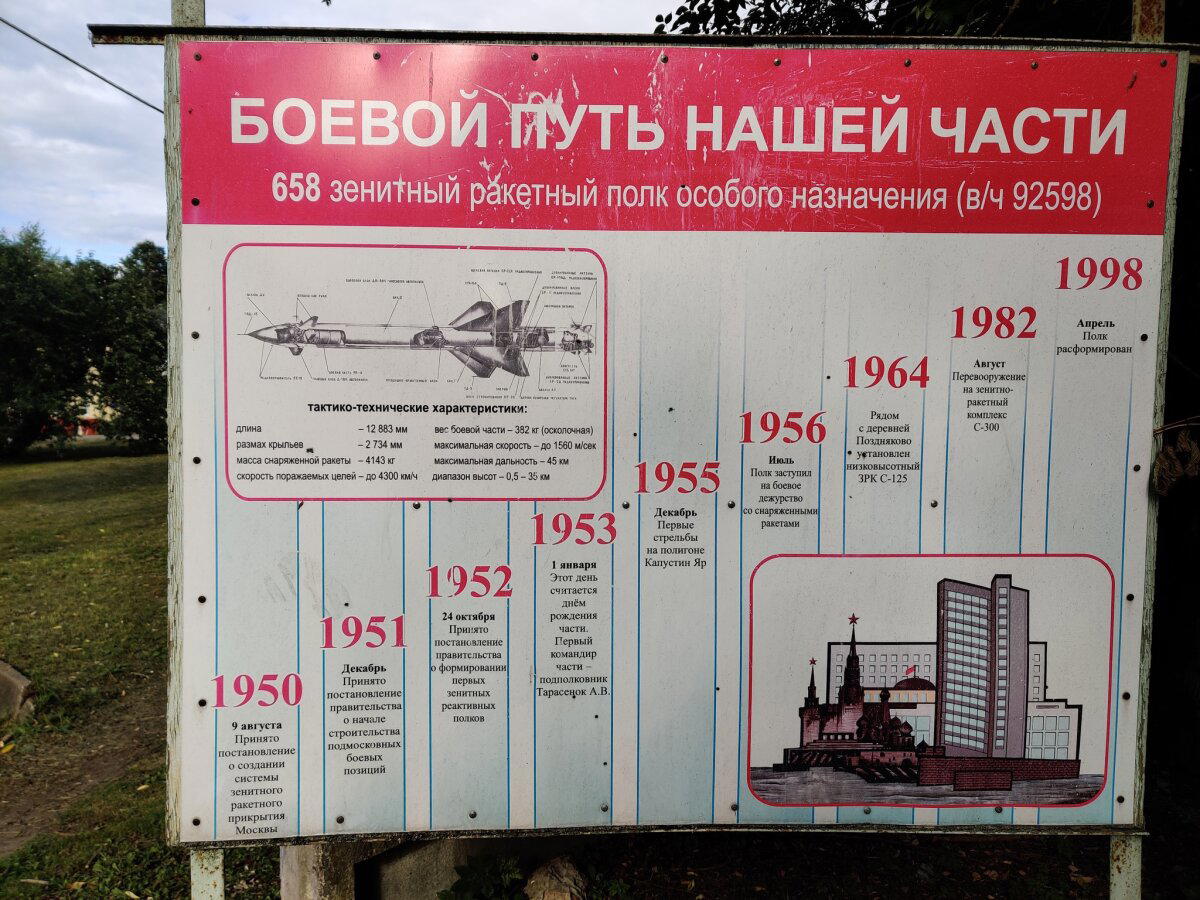 БОЕВОЙ ПУТЬ НАШЕЙ ЧАСТИ
658 зенитный ракетный полк особого назначения (в/ч 92598)
тактико-технические характеристики:
длина – 12 883 мм
размах крыльев – 2 734 мм
масса снаряженной ракеты – 4143 кг
скорость поражаемых целей – до 4300 км/ч
вес боевой части – 382 кг (осколочная)
максимальная скорость – до 1560 м/сек
максимальная дальность – 45 км
диапазон высот – 0,5 – 35 км
1950
9 августа
Принято
постановление
о создании
системы
зенитного
ракетного
прикрытия
Москвы
1951
Декабрь
Принято
постановление
правительства
о начале
строительства
подмосковных
боевых
позиций
1952
24 октября
Принято
постановление
правительства
о формировании
первых
зенитных
реактивных
полков
1953
1 января
Этот день
считается
днём
рождения
части.
Первый
командир
части –
подполковник
Тарасенок А.В.
1955
Декабрь
Первые
стрельбы
на полигоне
Капустин Яр
1956
Июль
Полк заступил
на боевое
дежурство
со снаряженными
ракетами
1964
Рядом
с деревней
Поздняково
установлен
низковысотный
ЗРК С-125
1982
Август
Перевооружение
на зенитно-
ракетный
комплекс
С-300
1998
Апрель
Полк
расформирован